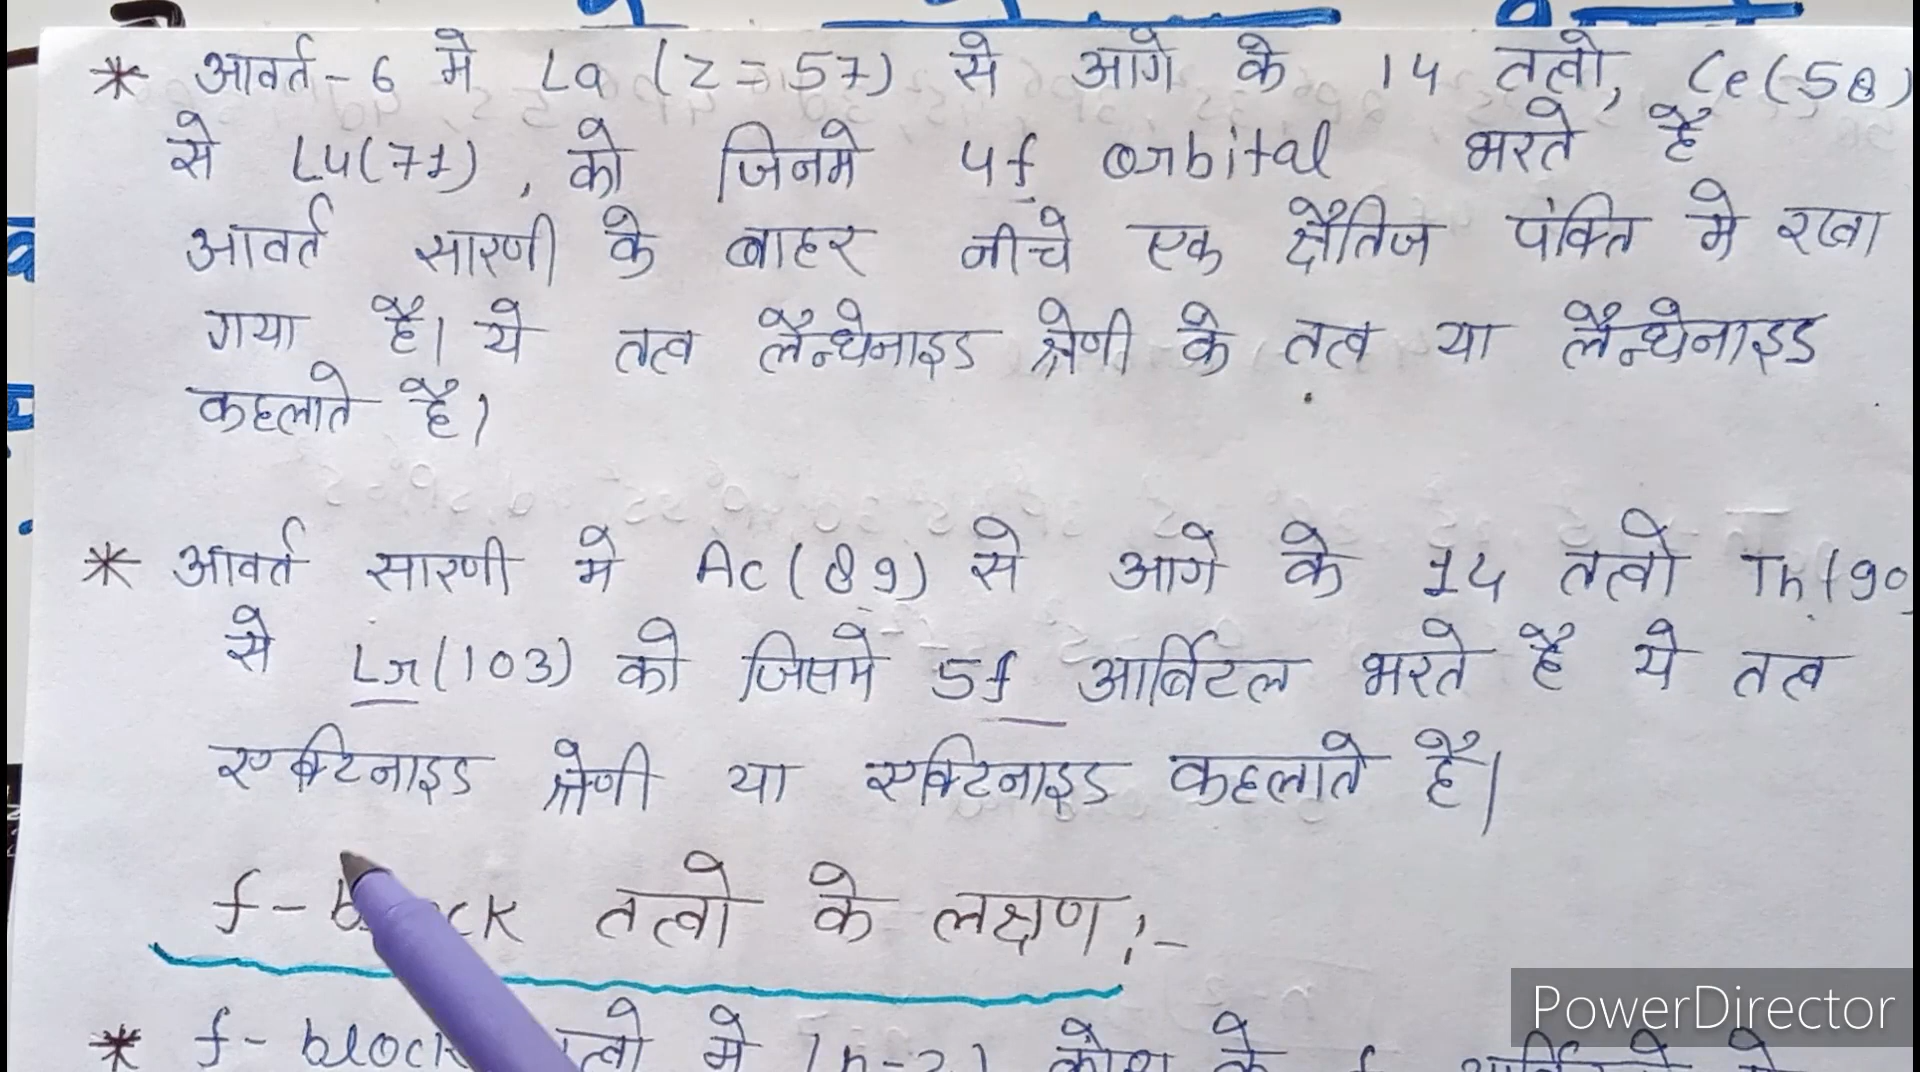 * आवर्त - 6 मे La (Z = 57) से आगे के 14 तत्वो, Ce(58)
से Lu(71), को जिनमे 4f orbital भरते है
आवर्त सारणी के बाहर नीचे एक क्षैतिज पंक्ति मे रखा
गया है। ये तत्व लैन्थेनाइड श्रेणी के तत्व या लैन्थेनाइड
कहलाते है।
* आवर्त सारणी मे Ac (89) से आगे के 14 तत्वो Th(90)
से Lr(103) को जिसमे 5f आर्बिटल भरते है ये तत्व
एक्टिनाइड श्रेणी या एक्टिनाइड कहलाते है।
f - block तत्वो के लक्षण :-
* f - block तत्वो मे (n-2) कोश के f
PowerDirector